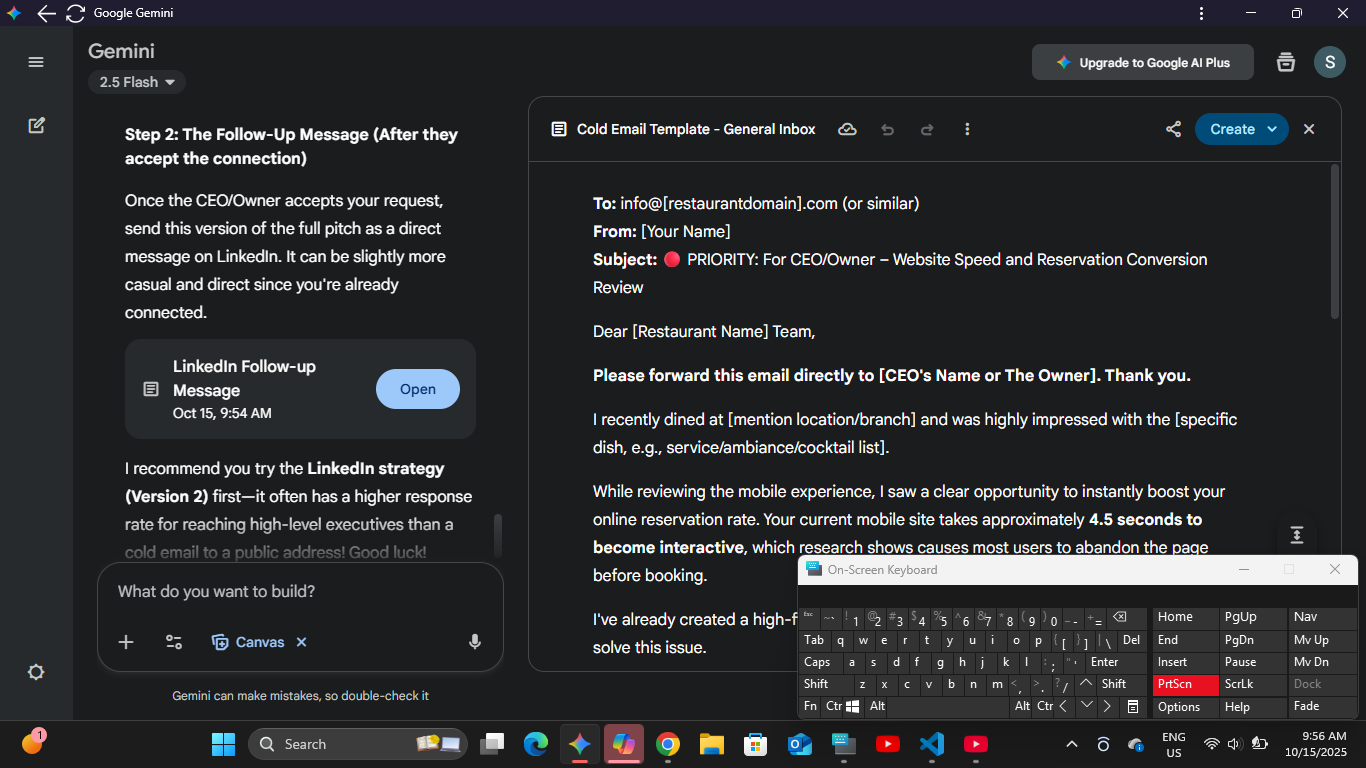 Google Gemini
Gemini
2.5 Flash
Upgrade to Google AI Plus
S
Step 2: The Follow-Up Message (After they
accept the connection)
Once the CEO/Owner accepts your request,
send this version of the full pitch as a direct
message on LinkedIn. It can be slightly more
casual and direct since you're already
connected.
LinkedIn Follow-up
Message
Oct 15, 9:54 AM
Open
I recommend you try the LinkedIn strategy
(Version 2) first—it often has a higher response
rate for reaching high-level executives than a
cold email to a public address! Good luck!
What do you want to build?
Canvas
Gemini can make mistakes, so double-check it
Cold Email Template - General Inbox
Create
To: info@[restaurantdomain].com (or similar)
From: [Your Name]
Subject: 🔴 PRIORITY: For CEO/Owner – Website Speed and Reservation Conversion
Review
Dear [Restaurant Name] Team,
Please forward this email directly to [CEO's Name or The Owner]. Thank you.
I recently dined at [mention location/branch] and was highly impressed with the [specific
dish, e.g., service/ambiance/cocktail list].
While reviewing the mobile experience, I saw a clear opportunity to instantly boost your
online reservation rate. Your current mobile site takes approximately 4.5 seconds to
become interactive, which research shows causes most users to abandon the page
before booking.
I've already created a high-f
solve this issue.
On-Screen Keyboard
Esc ~ ` ! 1 @ 2 # 3 $ 4 % 5 ^ 6 & 7 * 8 ( 9 ) 0 _ - + = Home PgUp Nav
Tab q w e r t y u i o p { [ } ] | \ Del End PgDn Mv Up
Caps a s d f g h j k l : ; " ' Enter Insert Pause Mv Dn
Shift z x c v b n m < , > . ? / Shift PrtScn ScrLk Dock
Fn Ctr Alt Alt Ctr Options Help Fade
1
Search
ENG
US
9:56 AM
10/15/2025